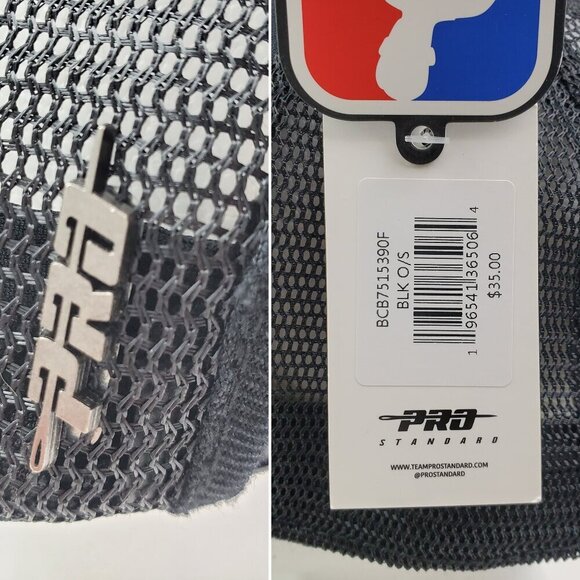 PRO
BCB7515390F
BLK O/S
1 96541 36506 4
$35.00
PRO
STANDARD
WWW.TEAMPROSTANDARD.COM
@PROSTANDARD